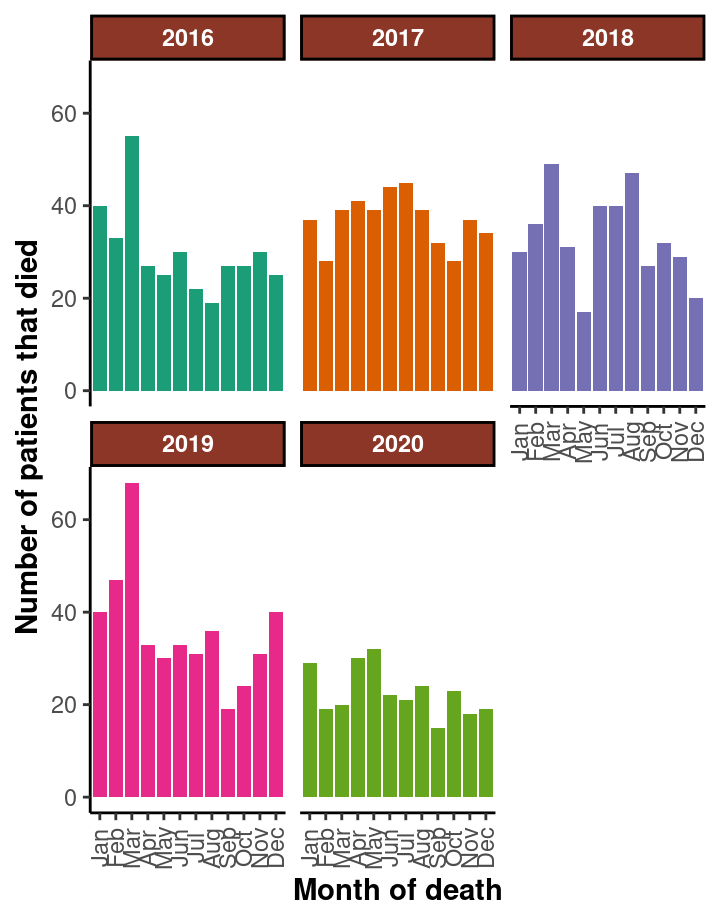 2016 2017 2018
60
40
20
0
Jan Feb Mar Apr May Jun Jul Aug Sep Oct Nov Dec
2019 2020
60
40
20
0
Jan Feb Mar Apr May Jun Jul Aug Sep Oct Nov Dec Jan Feb Mar Apr May Jun Jul Aug Sep Oct Nov Dec
Month of death
Number of patients that died